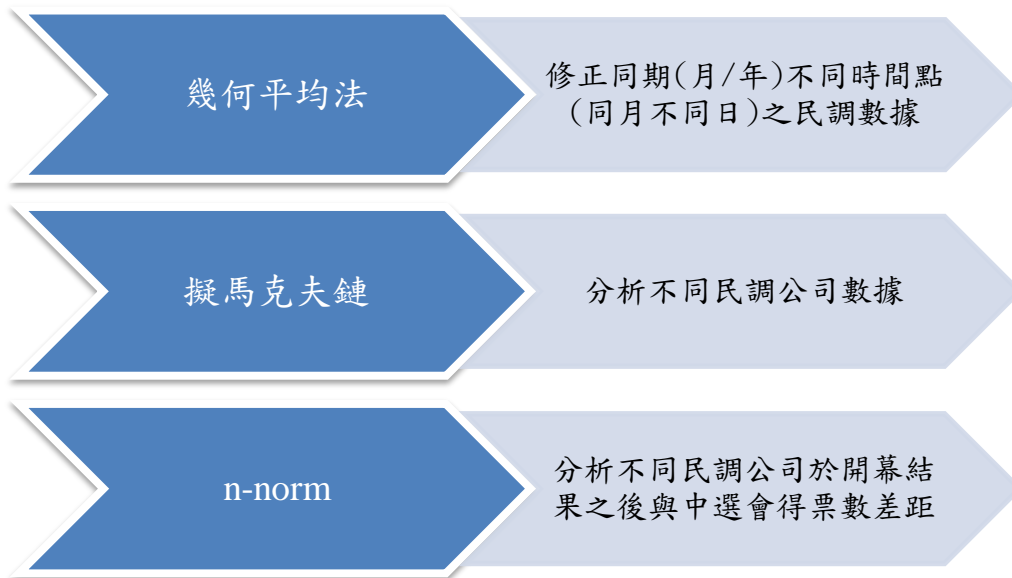 幾何平均法
修正同期(月/年)不同時間點
(同月不同日)之民調數據
擬馬克夫鏈
分析不同民調公司數據
n-norm
分析不同民調公司於開幕結
果之後與中選會得票數差距